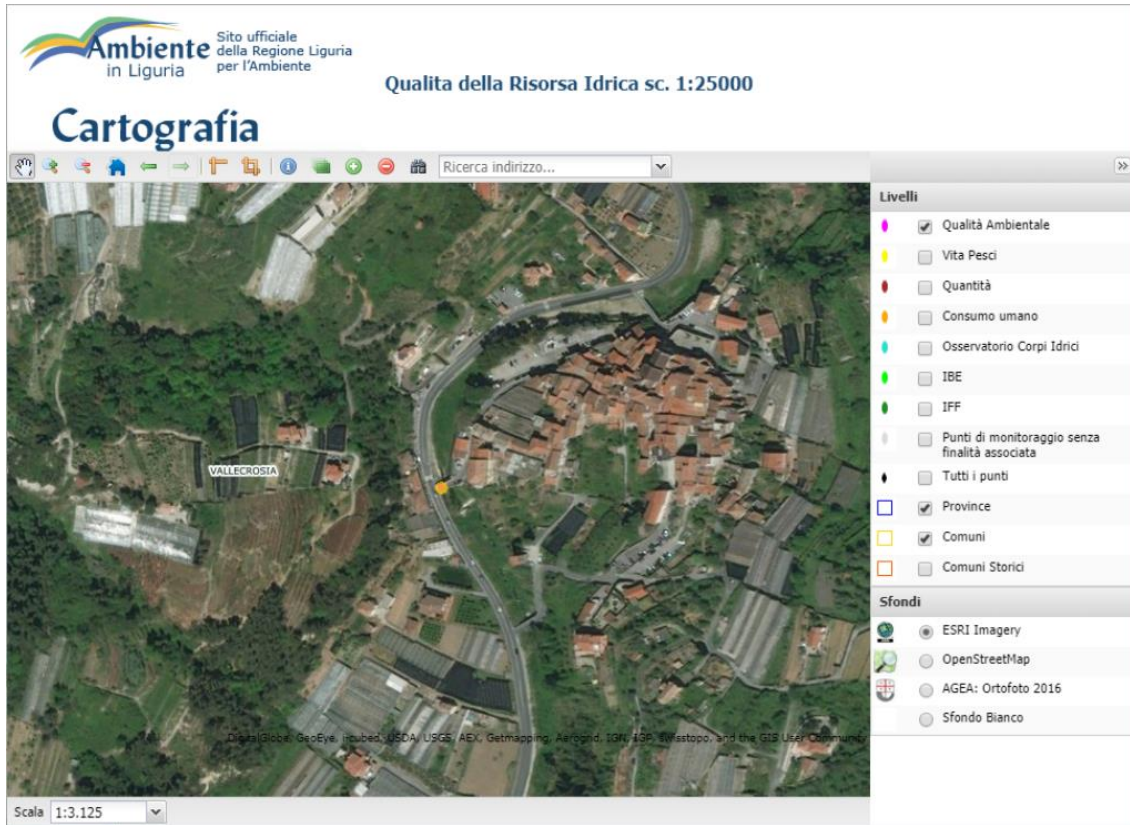 Ambiente
in Liguria
Sito ufficiale
della Regione Liguria
per l'Ambiente
Qualita della Risorsa Idrica sc. 1:25000
Cartografia
Ricerca indirizzo...
Livelli
Qualità Ambientale
Vita Pesci
Quantità
Consumo umano
Osservatorio Corpi Idrici
IBE
IFF
Punti di monitoraggio senza
finalità associata
Tutti i punti
Province
Comuni
Comuni Storici
Sfondi
ESRI Imagery
OpenStreetMap
AGEA: Ortofoto 2016
Sfondo Bianco
VALLECROSIA
DigitalGlobe, GeoEye, i-cubed, USDA, USGS, AEX, Getmapping, Aerogrid, IGN, IGP, swisstopo, and the GIS User Community
Scala 1:3.125